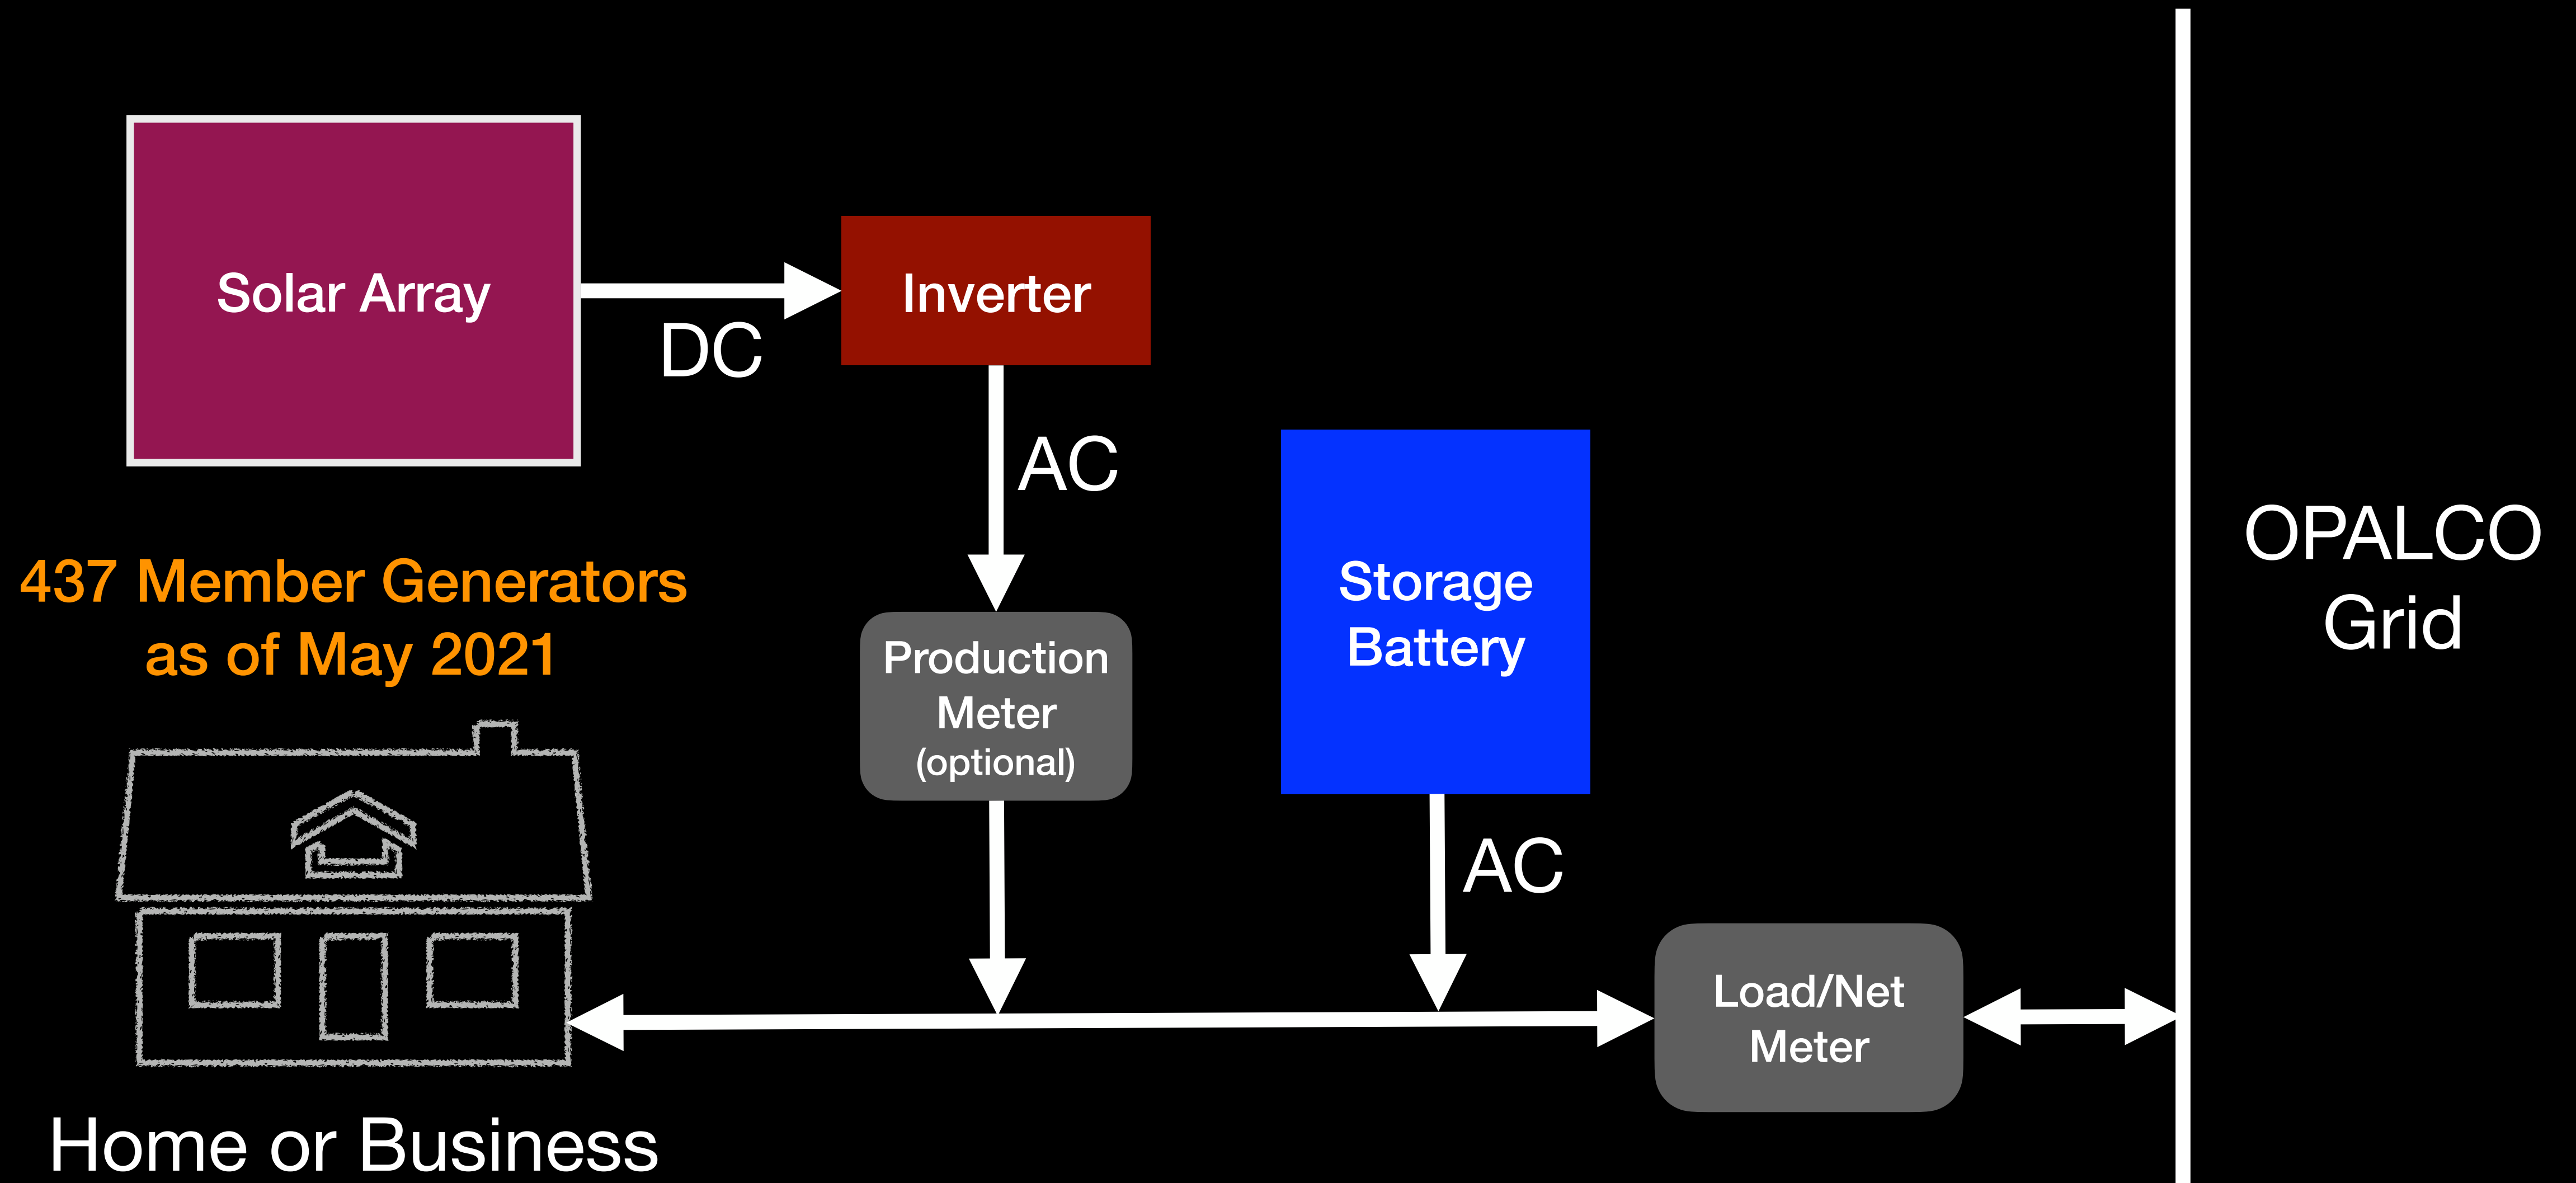 Solar Array
DC
Inverter
AC
437 Member Generators
as of May 2021
Production
Meter
(optional)
Storage
Battery
AC
OPALCO
Grid
Load/Net
Meter
Home or Business